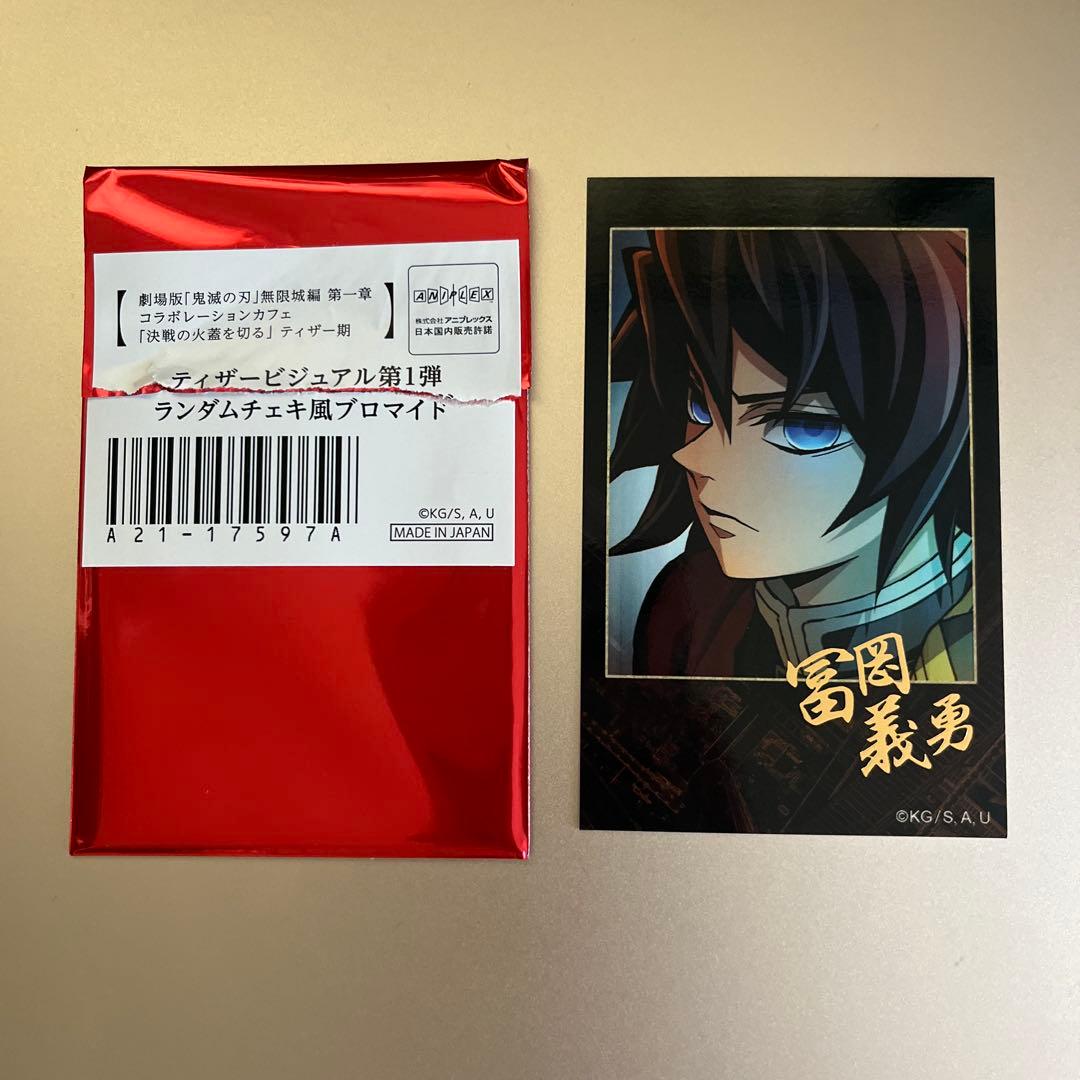 劇場版「鬼滅の刃」無限城編 第一章
コラボレーションカフェ
「決戦の火蓋を切る」 ティザー期
ANIPLEX
株式会社 アニプレックス
日本国内販売許諾
ティザービジュアル第1弾
ランダムチェキ風ブロマイド
A21-17597A
©KG/S, A, U
MADE IN JAPAN
冨岡
義勇
©KG/S, A, U